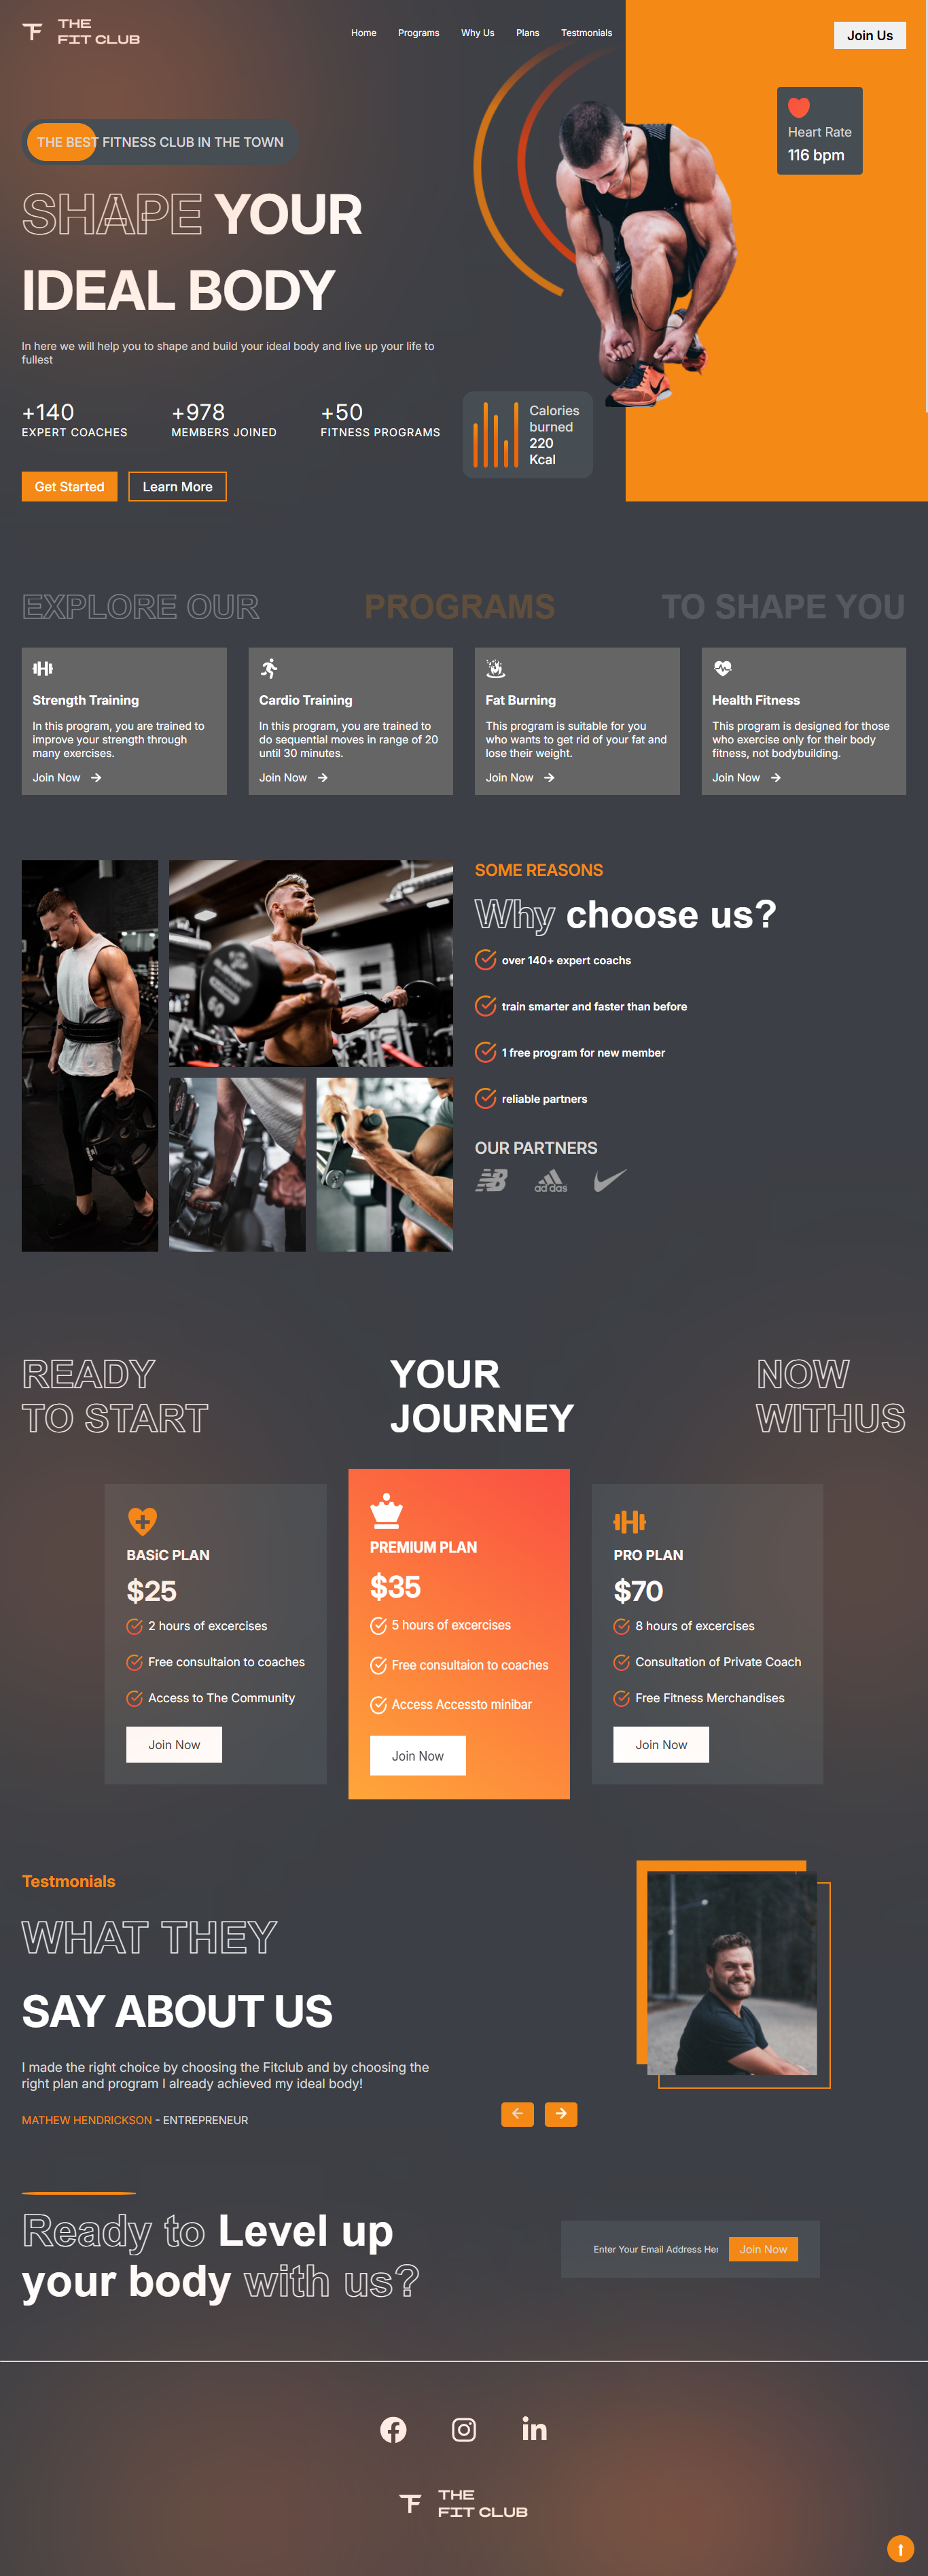 THE
FIT CLUB
Home
Programs
Why Us
Plans
Testmonials
Join Us
Heart Rate
116 bpm
THE BEST FITNESS CLUB IN THE TOWN
SHAPE YOUR
IDEAL BODY
In here we will help you to shape and build your ideal body and live up your life to
fullest
+140
EXPERT COACHES
+978
MEMBERS JOINED
+50
FITNESS PROGRAMS
Calories
burned
220
Kcal
Get Started
Learn More
EXPLORE OUR
PROGRAMS
TO SHAPE YOU
Strength Training
In this program, you are trained to
improve your strength through
many exercises.
Join Now
Cardio Training
In this program, you are trained to
do sequential moves in range of 20
until 30 minutes.
Join Now
Fat Burning
This program is suitable for you
who wants to get rid of your fat and
lose their weight.
Join Now
Health Fitness
This program is designed for those
who exercise only for their body
fitness, not bodybuilding.
Join Now
SOME REASONS
Why choose us?
over 140+ expert coachs
train smarter and faster than before
1 free program for new member
reliable partners
OUR PARTNERS
adidas
READY
TO START
YOUR
JOURNEY
NOW
WITHUS
BASiC PLAN
$25
2 hours of excercises
Free consultaion to coaches
Access to The Community
Join Now
PREMIUM PLAN
$35
5 hours of excercises
Free consultaion to coaches
Access Accessto minibar
Join Now
PRO PLAN
$70
8 hours of excercises
Consultation of Private Coach
Free Fitness Merchandises
Join Now
Testmonials
WHAT THEY
SAY ABOUT US
I made the right choice by choosing the Fitclub and by choosing the
right plan and program I already achieved my ideal body!
MATHEW HENDRICKSON - ENTREPRENEUR
Ready to Level up
your body with us?
Enter Your Email Address Her
Join Now
THE
FIT CLUB